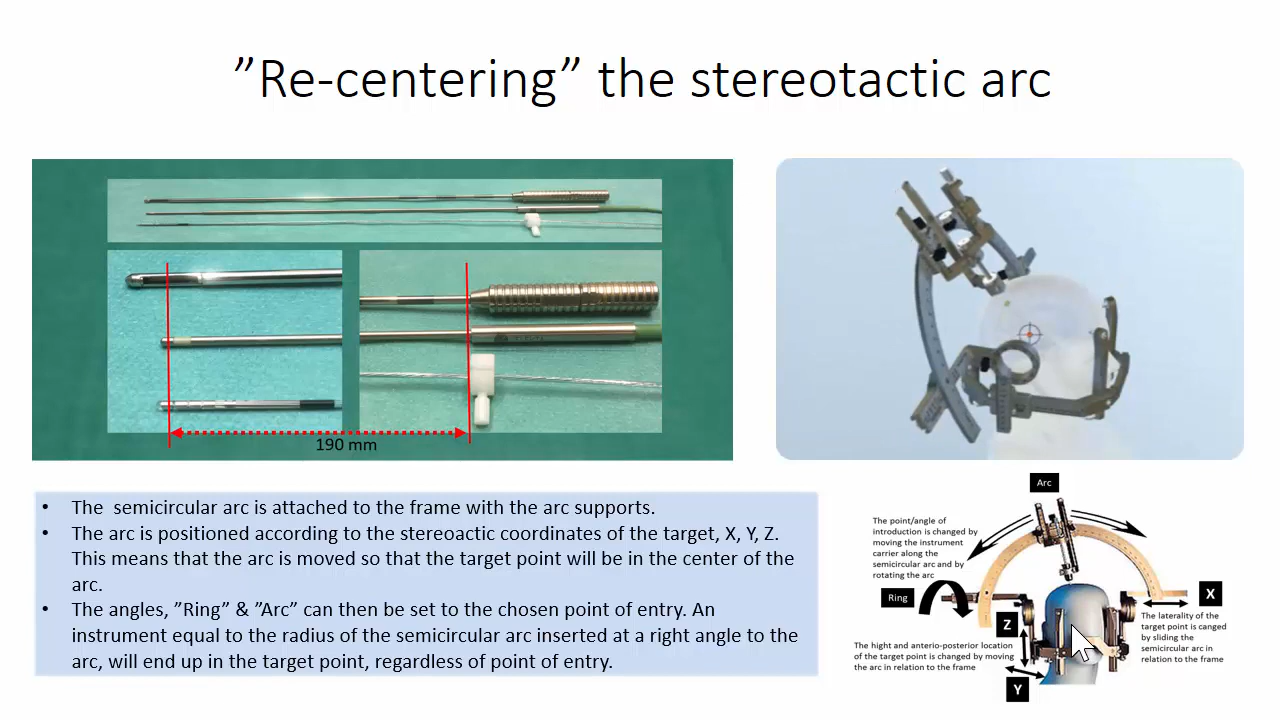 ”Re-centering” the stereotactic arc
190 mm
• The semicircular arc is attached to the frame with the arc supports.
• The arc is positioned according to the stereoactic coordinates of the target, X, Y, Z.
This means that the arc is moved so that the target point will be in the center of the
arc.
• The angles, ”Ring” & ”Arc” can then be set to the chosen point of entry. An
instrument equal to the radius of the semicircular arc inserted at a right angle to the
arc, will end up in the target point, regardless of point of entry.
Arc
The point/angle of
introduction is changed by
moving the instrument
carrier along the
semicircular arc and by
rotating the arc
Ring
X
Z
The laterality of the
target point is canged
by sliding the
semicircular arc in
relation to the frame
The hight and anterio-posterior location
of the target point is changed by moving
the arc in relation to the frame
Y